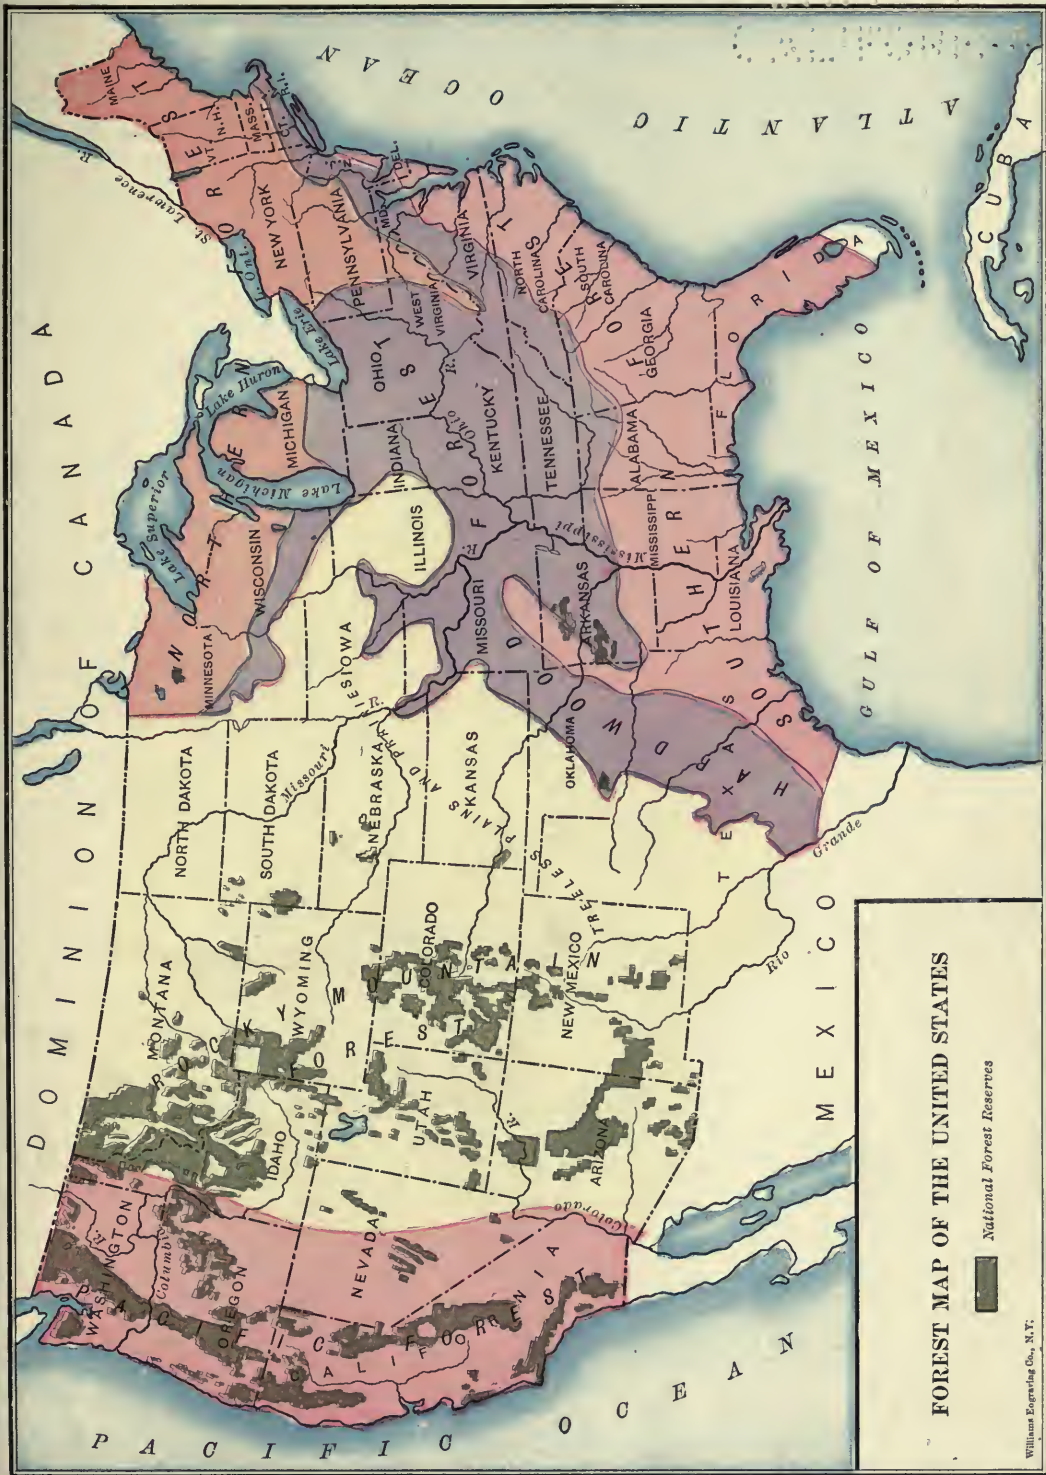 DOMINION OF CANADA
PACIFIC OCEAN
ATLANTIC OCEAN
GULF OF MEXICO
MEXICO
CUBA
PACIFIC FOREST
ROCKY MOUNTAIN FOREST
TREELESS PLAINS AND PRAIRIES
NORTHERN FORESTS
HARDWOOD FORESTS
SOUTHERN FOREST
WASHINGTON
OREGON
CALIFORNIA
NEVADA
IDAHO
MONTANA
WYOMING
UTAH
COLORADO
ARIZONA
NEW MEXICO
NORTH DAKOTA
SOUTH DAKOTA
NEBRASKA
KANSAS
OKLAHOMA
TEXAS
MINNESOTA
IOWA
MISSOURI
ARKANSAS
LOUISIANA
WISCONSIN
ILLINOIS
MICHIGAN
INDIANA
OHIO
KENTUCKY
TENNESSEE
MISSISSIPPI
ALABAMA
GEORGIA
FLORIDA
SOUTH CAROLINA
NORTH CAROLINA
VIRGINIA
WEST VIRGINIA
MD.
DEL.
N.J.
PENNSYLVANIA
NEW YORK
CT.
R.I.
MASS.
VT.
N.H.
MAINE
Columbia R.
Colorado R.
Rio Grande
Missouri R.
Mississippi R.
Ohio R.
St. Lawrence R.
Lake Superior
Lake Michigan
Lake Huron
Lake Erie
L. Ont.
FOREST MAP OF THE UNITED STATES
National Forest Reserves
Williams Engraving Co., N.Y.